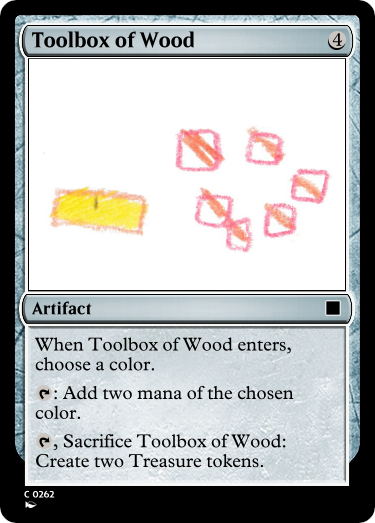 Toolbox of Wood 4
Artifact
When Toolbox of Wood enters,
choose a color.
: Add two mana of the chosen
color.
, Sacrifice Toolbox of Wood:
Create two Treasure tokens.
C 0262